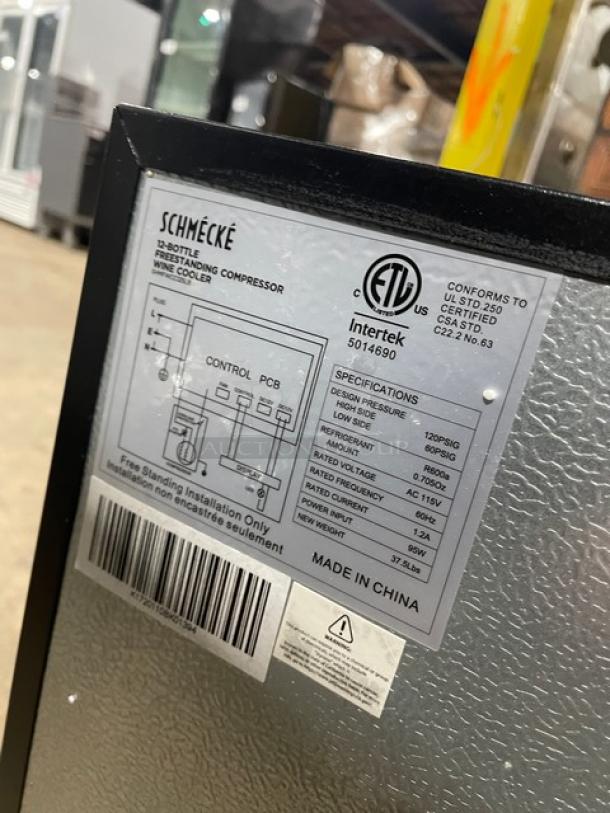 SCHMÉCKÉ
12-BOTTLE
FREESTANDING COMPRESSOR
WINE COOLER
C ETL US
LISTED
Intertek
5014690
CONFORMS TO
UL STD.250
CERTIFIED
CSA STD.
C22.2 No.63
PLUG
L
E
N
CONTROL PCB
DISPLAY
Free Standing Installation Only
Installation non encastrée seulement
SPECIFICATIONS
DESIGN PRESSURE
HIGH SIDE 120PSIG
LOW SIDE 60PSIG
REFRIGERANT R600a
AMOUNT 0.705Oz
RATED VOLTAGE AC 115V
RATED FREQUENCY 60Hz
RATED CURRENT 1.2A
POWER INPUT 95W
NEW WEIGHT 37.5Lbs
MADE IN CHINA
WARNING: